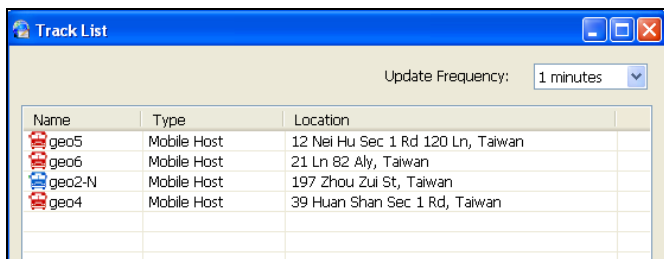 Track List
Update Frequency: 1 minutes
Name Type Location
geo5 Mobile Host 12 Nei Hu Sec 1 Rd 120 Ln, Taiwan
geo6 Mobile Host 21 Ln 82 Aly, Taiwan
geo2-N Mobile Host 197 Zhou Zui St, Taiwan
geo4 Mobile Host 39 Huan Shan Sec 1 Rd, Taiwan